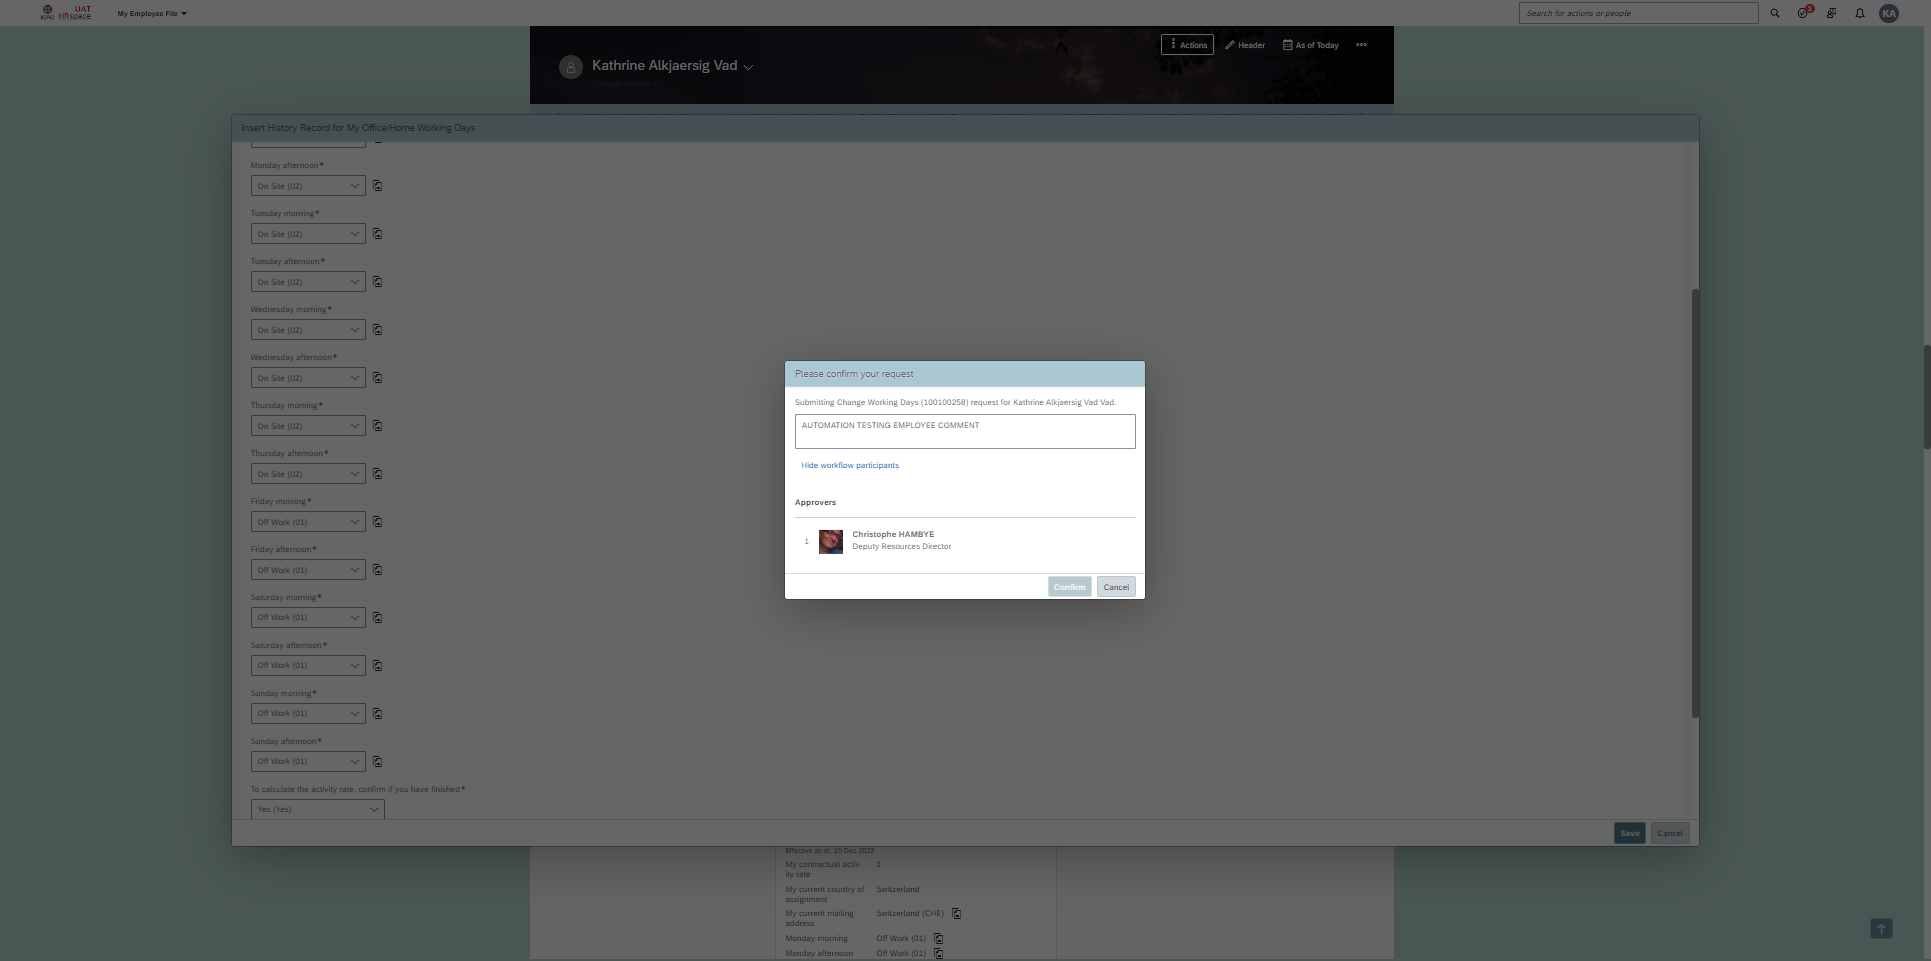 UAT
ICRC HRspace
My Employee File
Search for actions or people
1
KA
Actions
Header
As of Today
Kathrine Alkjaersig Vad
Insert History Record for My Office/Home Working Days
Monday afternoon*
On Site (02)
Tuesday morning*
On Site (02)
Tuesday afternoon*
On Site (02)
Wednesday morning*
On Site (02)
Wednesday afternoon*
On Site (02)
Thursday morning*
On Site (02)
Thursday afternoon*
On Site (02)
Friday morning*
Off Work (01)
Friday afternoon*
Off Work (01)
Saturday morning*
Off Work (01)
Saturday afternoon*
Off Work (01)
Sunday morning*
Off Work (01)
Sunday afternoon*
Off Work (01)
To calculate the activity rate, confirm if you have finished*
Yes (Yes)
Please confirm your request
Submitting Change Working Days (100100258) request for Kathrine Alkjaersig Vad Vad.
AUTOMATION TESTING EMPLOYEE COMMENT
Hide workflow participants
Approvers
1
Christophe HAMBYE
Deputy Resources Director
Confirm
Cancel
Save
Cancel
Effective as of: 10 Dec 2022
My contractual activ-
ity rate
1
My current country of
assignment
Switzerland
My current mailing
address
Switzerland (CHE)
Monday morning
Off Work (01)
Monday afternoon
Off Work (01)